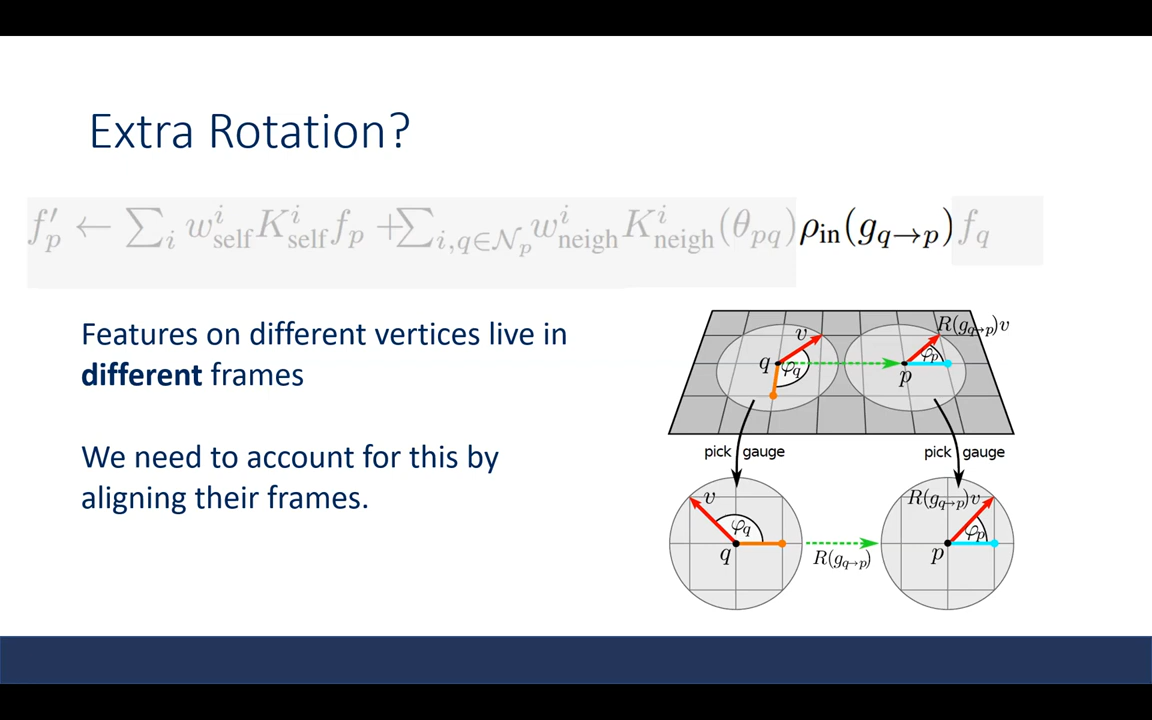 Extra Rotation?
f'_p ← ∑_i w^i_self K^i_self f_p + ∑_{i,q∈N_p} w^i_neigh K^i_neigh(θ_pq) ρ_in(g_{q→p}) f_q
Features on different vertices live in
different frames
We need to account for this by
aligning their frames.
R(g_{q→p})v
v
q
φ_q
φ_p
p
pick gauge
pick gauge
v
R(g_{q→p})v
φ_q
φ_p
q
R(g_{q→p})
p